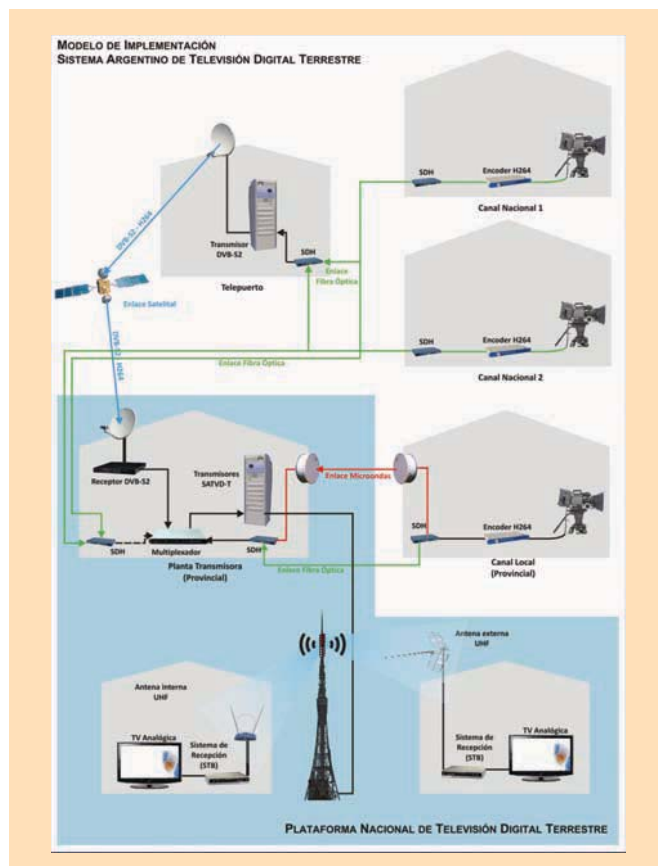 MODELO DE IMPLEMENTACIÓN
SISTEMA ARGENTINO DE TELEVISIÓN DIGITAL TERRESTRE
SDH
Encoder H264
Canal Nacional 1
DVB-S2 - H264
Transmisor
DVB-S2
SDH
Enlace
Fibra Óptica
Telepuerto
Enlace Satelital
SDH
Encoder H264
Canal Nacional 2
DVB-S2 - H264
Enlace Fibra Óptica
Receptor DVB-S2
Transmisores
SATVD-T
Enlace Microondas
SDH
Encoder H264
Canal Local
(Provincial)
SDH
Multiplexador
SDH
Planta Transmisora
(Provincial)
Enlace Fibra Óptica
Antena interna
UHF
Antena externa
UHF
TV Analógica
Sistema de
Recepción
(STB)
Sistema de
Recepción
(STB)
TV Analógica
PLATAFORMA NACIONAL DE TELEVISIÓN DIGITAL TERRESTRE